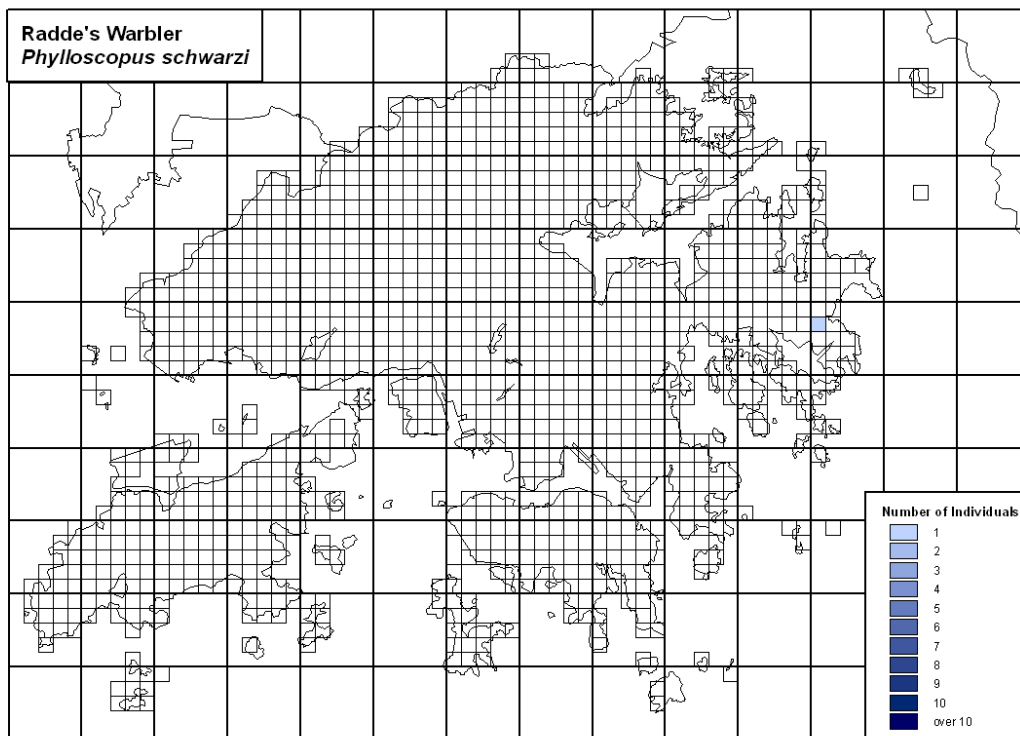 Radde's Warbler
Phylloscopus schwarzi
Number of Individuals
1
2
3
4
5
6
7
8
9
10
over 10